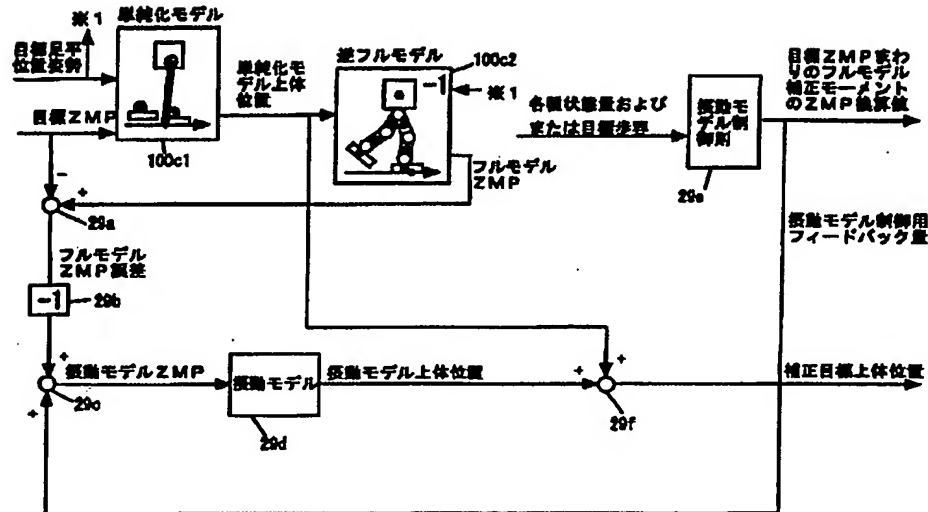 ※1
単純化モデル
目標足平
位置姿勢
目標ZMP
100c1
単純化モ
デル上体
位置
逆フルモデル
100c2
-1
※1
フルモデル
ZMP
各種状態量および
または目標歩容
摂動モ
デル制
御則
29e
目標ZMPまわ
りのフルモデル
補正モーメント
のZMP換算値
摂動モデル制御用
フィードバック量
-
+
29a
フルモデル
ZMP誤差
-1
29b
+
+
29c
摂動モデルZMP
摂動モデル
29d
摂動モデル上体位置
+
+
29f
補正目標上体位置